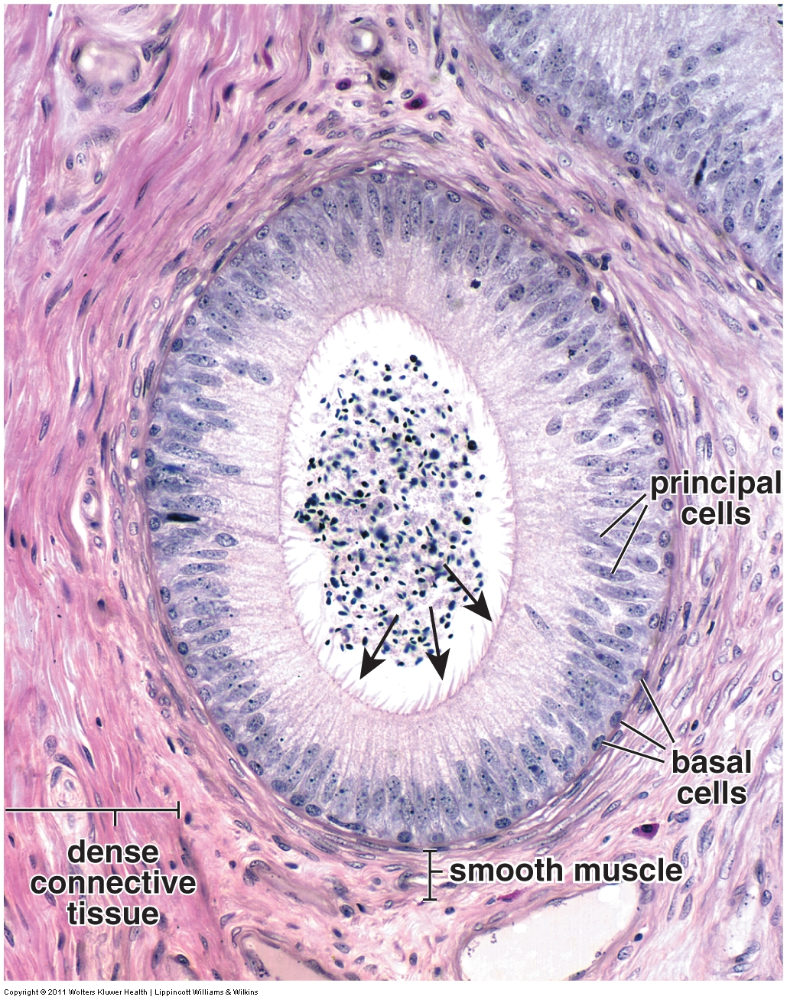 principal
cells
basal
cells
dense
connective
tissue
smooth muscle
Copyright © 2011 Wolters Kluwer Health | Lippincott Williams & Wilkins